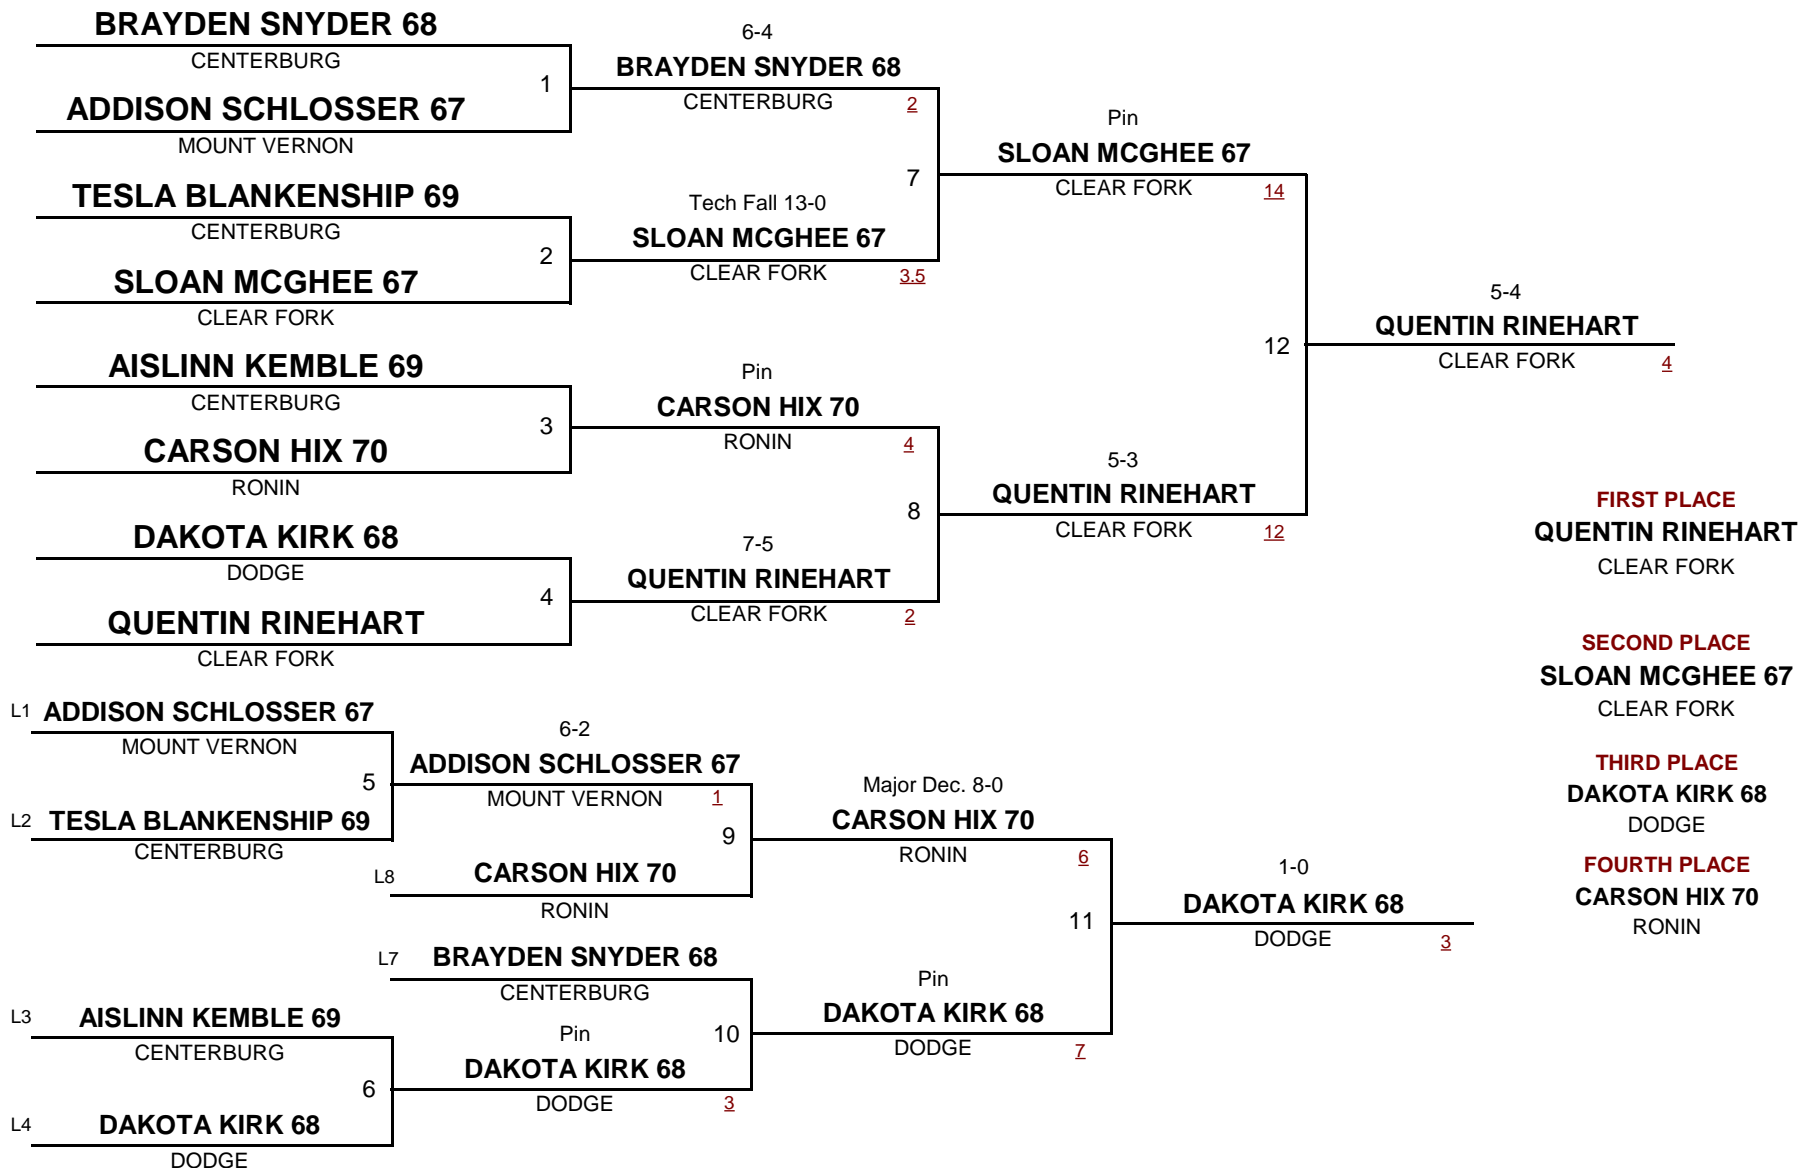 BRAYDEN SNYDER 68
CENTERBURG
1
ADDISON SCHLOSSER 67
MOUNT VERNON
TESLA BLANKENSHIP 69
CENTERBURG
2
SLOAN MCGHEE 67
CLEAR FORK
AISLINN KEMBLE 69
CENTERBURG
3
CARSON HIX 70
RONIN
DAKOTA KIRK 68
DODGE
4
QUENTIN RINEHART
CLEAR FORK
6-4
BRAYDEN SNYDER 68
CENTERBURG 2
7
Tech Fall 13-0
SLOAN MCGHEE 67
CLEAR FORK 3.5
Pin
CARSON HIX 70
RONIN 4
8
7-5
QUENTIN RINEHART
CLEAR FORK 2
Pin
SLOAN MCGHEE 67
CLEAR FORK 14
12
5-3
QUENTIN RINEHART
CLEAR FORK 12
5-4
QUENTIN RINEHART
CLEAR FORK 4
FIRST PLACE
QUENTIN RINEHART
CLEAR FORK
SECOND PLACE
SLOAN MCGHEE 67
CLEAR FORK
THIRD PLACE
DAKOTA KIRK 68
DODGE
FOURTH PLACE
CARSON HIX 70
RONIN
L1 ADDISON SCHLOSSER 67
MOUNT VERNON
5
L2 TESLA BLANKENSHIP 69
CENTERBURG
L3 AISLINN KEMBLE 69
CENTERBURG
6
L4 DAKOTA KIRK 68
DODGE
6-2
ADDISON SCHLOSSER 67
MOUNT VERNON 1
9
L8 CARSON HIX 70
RONIN
L7 BRAYDEN SNYDER 68
CENTERBURG
10
Pin
DAKOTA KIRK 68
DODGE 3
Major Dec. 8-0
CARSON HIX 70
RONIN 6
11
Pin
DAKOTA KIRK 68
DODGE 7
1-0
DAKOTA KIRK 68
DODGE 3